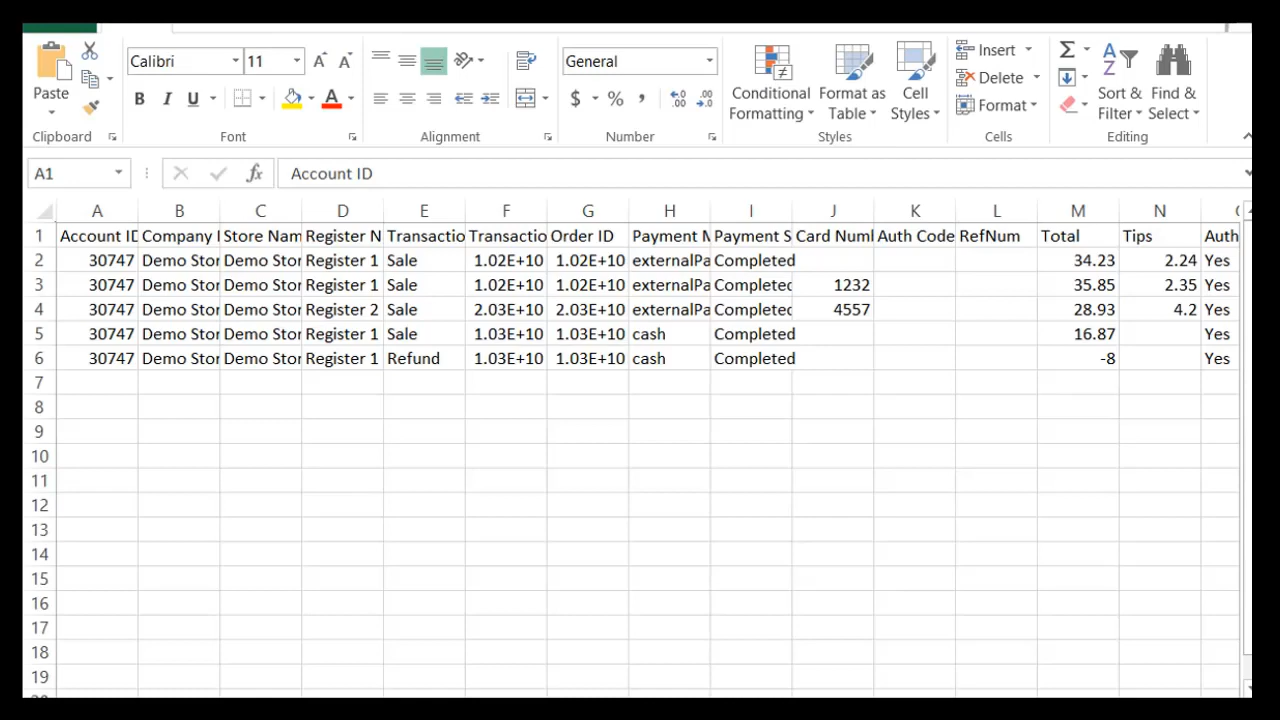 Calibri 11 General Insert
Delete
Paste B I U $ % , .00 .0 Conditional Format as Cell Format Sort & Find &
Formatting Table Styles Filter Select
Clipboard Font Alignment Number Styles Cells Editing
A1 fx Account ID
A B C D E F G H I J K L M N
1 Account ID Company Store Nam Register N Transactio Transactio Order ID Payment M Payment S Card Numl Auth Code RefNum Total Tips Auth
2 30747 Demo Stor Demo Stor Register 1 Sale 1.02E+10 1.02E+10 externalPa Completed 34.23 2.24 Yes
3 30747 Demo Stor Demo Stor Register 1 Sale 1.02E+10 1.02E+10 externalPa Completed 1232 35.85 2.35 Yes
4 30747 Demo Stor Demo Stor Register 2 Sale 2.03E+10 2.03E+10 externalPa Completed 4557 28.93 4.2 Yes
5 30747 Demo Stor Demo Stor Register 1 Sale 1.03E+10 1.03E+10 cash Completed 16.87 Yes
6 30747 Demo Stor Demo Stor Register 1 Refund 1.03E+10 1.03E+10 cash Completed -8 Yes
7
8
9
10
11
12
13
14
15
16
17
18
19